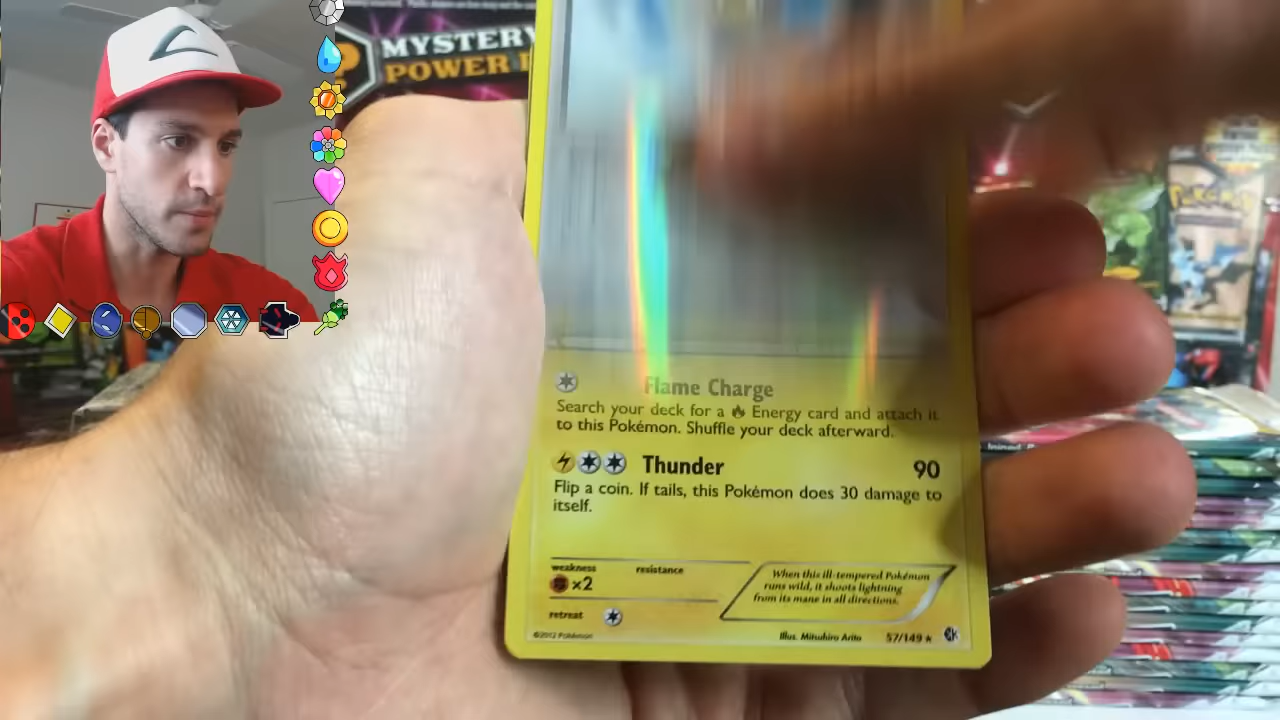 MYSTERY
POWER
Flame Charge
Search your deck for a Energy card and attach it
to this Pokémon. Shuffle your deck afterward.
Thunder 90
Flip a coin. If tails, this Pokémon does 30 damage to
itself.
weakness resistance
×2
When this ill-tempered Pokémon
runs wild, it shoots lightning
from its mane in all directions.
retreat
©2012 Pokémon
Illus. Mitsuhiro Arita 57/149
POKéMON